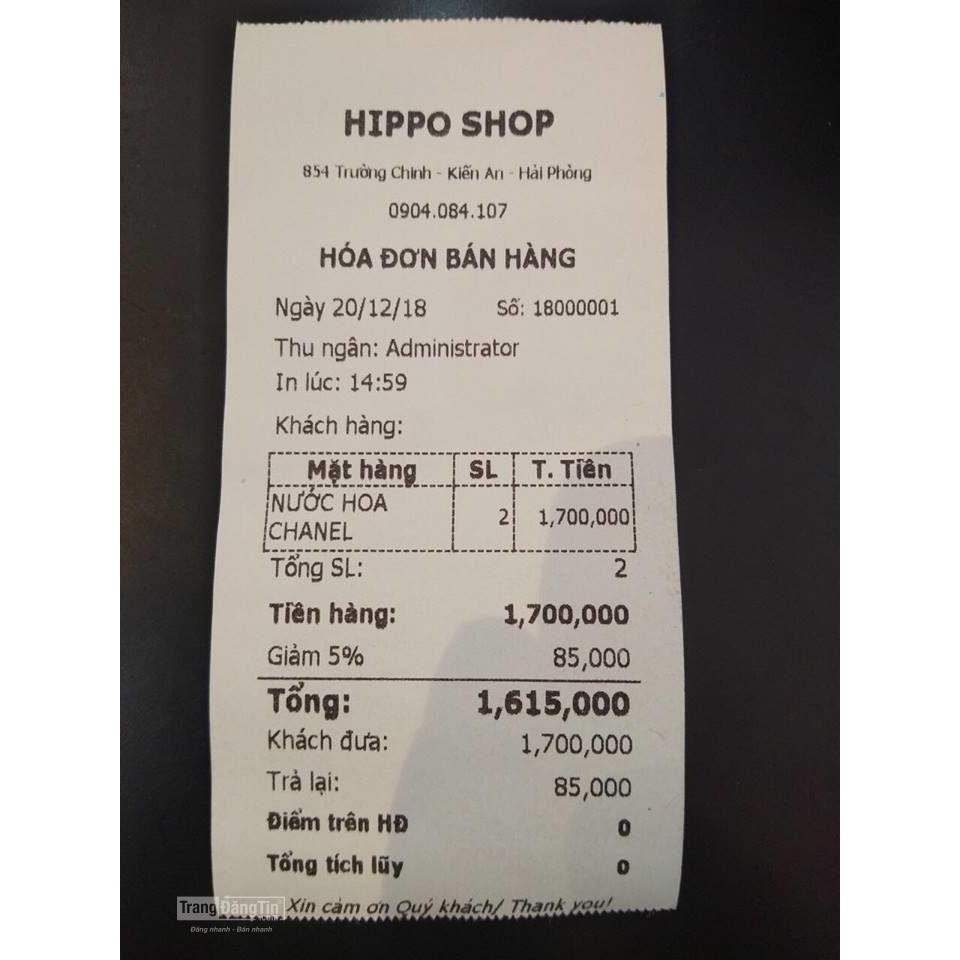 HIPPO SHOP
854 Trường Chinh - Kiến An - Hải Phòng
0904.084.107
HÓA ĐƠN BÁN HÀNG
Ngày 20/12/18 Số: 18000001
Thu ngân: Administrator
In lúc: 14:59
Khách hàng:
Mặt hàng SL T. Tiền
NƯỚC HOA
CHANEL 2 1,700,000
Tổng SL: 2
Tiền hàng: 1,700,000
Giảm 5% 85,000
Tổng: 1,615,000
Khách đưa: 1,700,000
Trả lại: 85,000
Điểm trên HĐ 0
Tổng tích lũy 0
Xin cảm ơn Quý khách/ Thank you!
TrangĐăngTin
Đăng nhanh - Bán nhanh